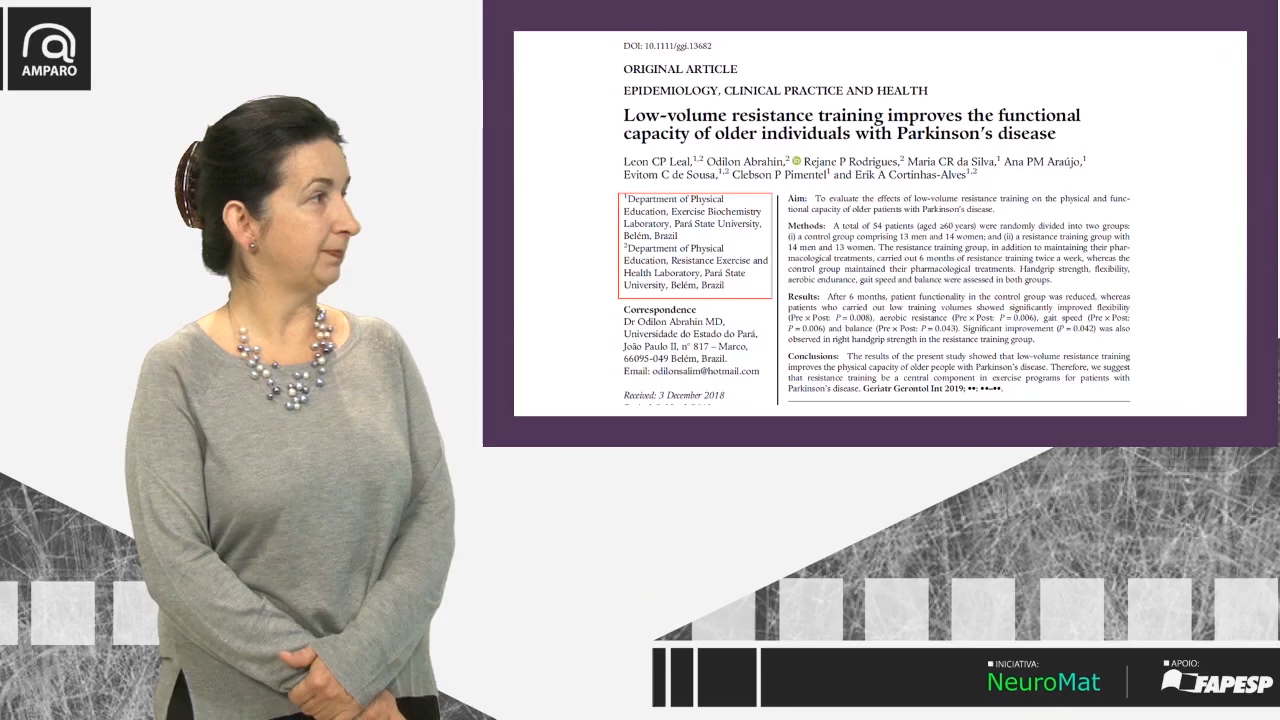 AMPARO
DOI: 10.1111/ggi.13682
ORIGINAL ARTICLE
EPIDEMIOLOGY, CLINICAL PRACTICE AND HEALTH
Low-volume resistance training improves the functional
capacity of older individuals with Parkinson's disease
Leon CP Leal,1,2 Odilon Abrahin,2 Rejane P Rodrigues,2 Maria CR da Silva,1 Ana PM Araújo,1
Evitom C de Sousa,1,2 Clebson P Pimentel1 and Erik A Cortinhas-Alves1,2
1Department of Physical
Education, Exercise Biochemistry
Laboratory, Pará State University,
Belém, Brazil
2Department of Physical
Education, Resistance Exercise and
Health Laboratory, Pará State
University, Belém, Brazil
Correspondence
Dr Odilon Abrahin MD,
Universidade do Estado do Pará,
João Paulo II, n° 817 – Marco,
66095-049 Belém, Brazil.
Email: odilonsalim@hotmail.com
Received: 3 December 2018
Aim: To evaluate the effects of low-volume resistance training on the physical and func-
tional capacity of older patients with Parkinson's disease.
Methods: A total of 54 patients (aged ≥60 years) were randomly divided into two groups:
(i) a control group comprising 13 men and 14 women; and (ii) a resistance training group with
14 men and 13 women. The resistance training group, in addition to maintaining their phar-
macological treatments, carried out 6 months of resistance training twice a week, whereas the
control group maintained their pharmacological treatments. Handgrip strength, flexibility,
aerobic endurance, gait speed and balance were assessed in both groups.
Results: After 6 months, patient functionality in the control group was reduced, whereas
patients who carried out low training volumes showed significantly improved flexibility
(Pre × Post: P = 0.008), aerobic resistance (Pre × Post: P = 0.006), gait speed (Pre × Post:
P = 0.006) and balance (Pre × Post: P = 0.043). Significant improvement (P = 0.042) was also
observed in right handgrip strength in the resistance training group.
Conclusions: The results of the present study showed that low-volume resistance training
improves the physical capacity of older people with Parkinson's disease. Therefore, we suggest
that resistance training be a central component in exercise programs for patients with
Parkinson's disease. Geriatr Gerontol Int 2019; ••: ••–••.
INICIATIVA:
NeuroMat
APOIO:
FAPESP